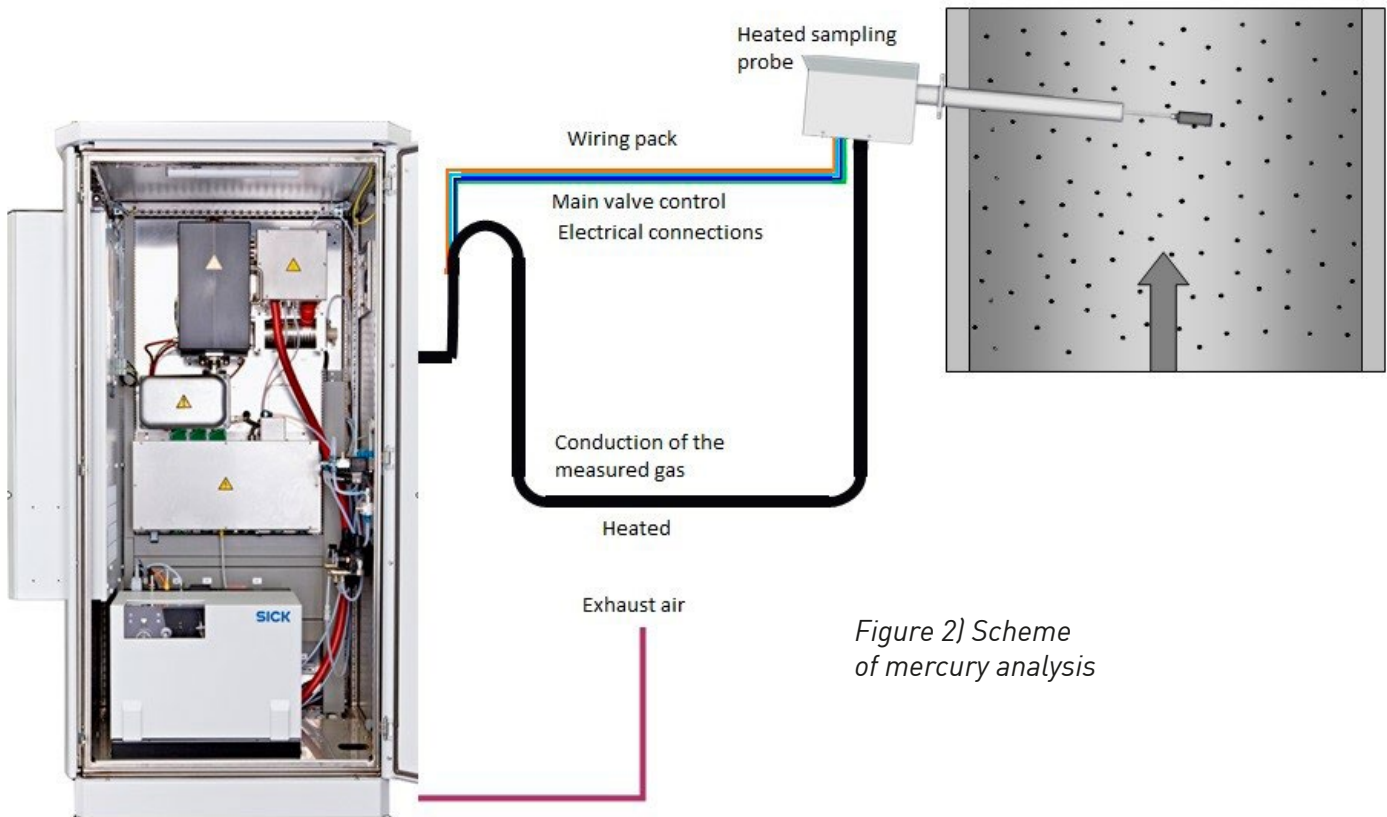 Heated sampling
probe
Wiring pack
Main valve control
Electrical connections
Conduction of the
measured gas
Heated
Exhaust air
SICK
Figure 2) Scheme
of mercury analysis